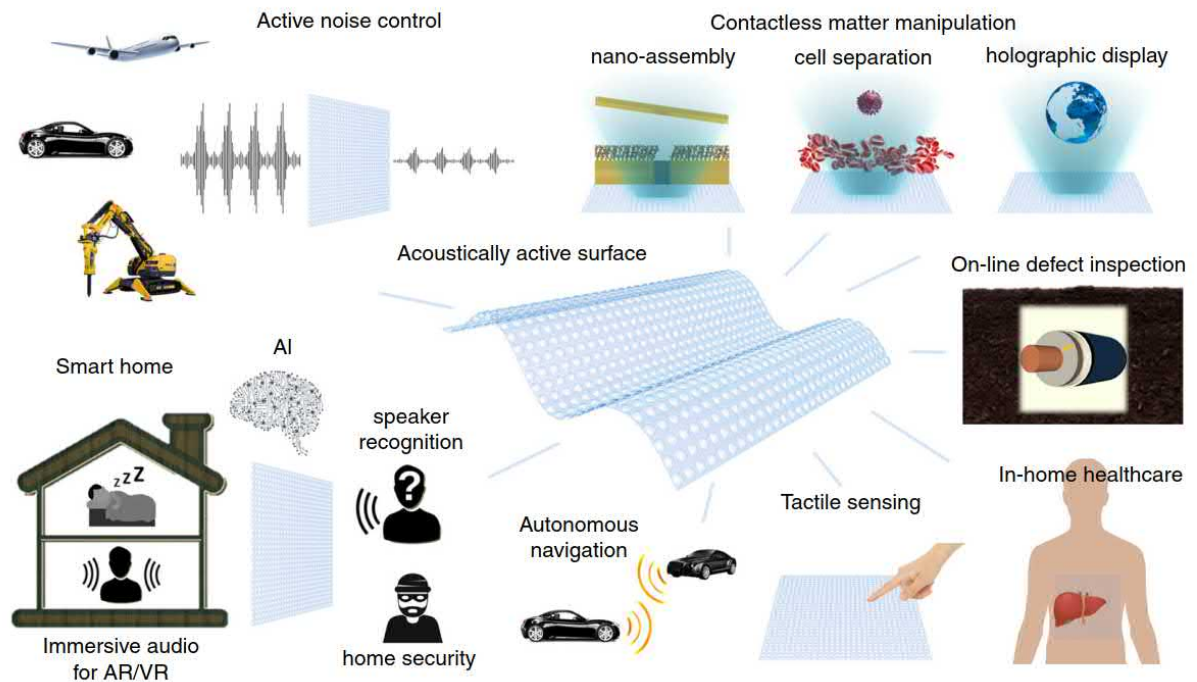 Active noise control
Contactless matter manipulation
nano-assembly
cell separation
holographic display
Acoustically active surface
On-line defect inspection
Smart home
AI
speaker
recognition
z z Z
In-home healthcare
Tactile sensing
Autonomous
navigation
?
Immersive audio
for AR/VR
home security